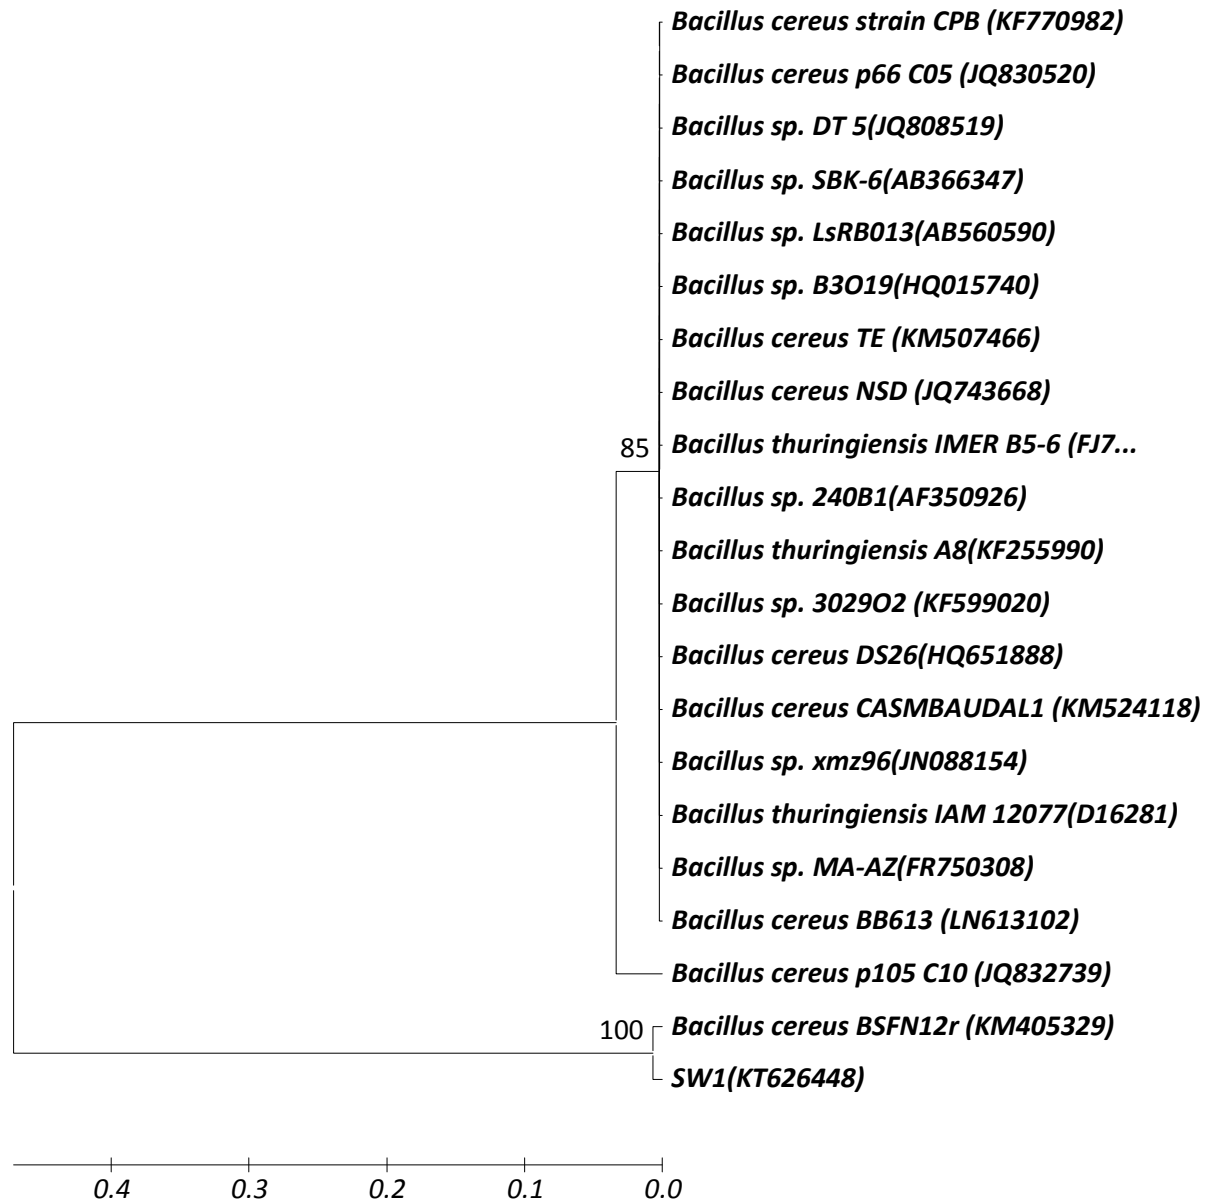 Bacillus cereus strain CPB (KF770982)
Bacillus cereus p66 C05 (JQ830520)
Bacillus sp. DT 5(JQ808519)
Bacillus sp. SBK-6(AB366347)
Bacillus sp. LsRB013(AB560590)
Bacillus sp. B3O19(HQ015740)
Bacillus cereus TE (KM507466)
Bacillus cereus NSD (JQ743668)
85 Bacillus thuringiensis IMER B5-6 (FJ7...
Bacillus sp. 240B1(AF350926)
Bacillus thuringiensis A8(KF255990)
Bacillus sp. 3029O2 (KF599020)
Bacillus cereus DS26(HQ651888)
Bacillus cereus CASMBAUDAL1 (KM524118)
Bacillus sp. xmz96(JN088154)
Bacillus thuringiensis IAM 12077(D16281)
Bacillus sp. MA-AZ(FR750308)
Bacillus cereus BB613 (LN613102)
Bacillus cereus p105 C10 (JQ832739)
100 Bacillus cereus BSFN12r (KM405329)
SW1(KT626448)
0.4 0.3 0.2 0.1 0.0